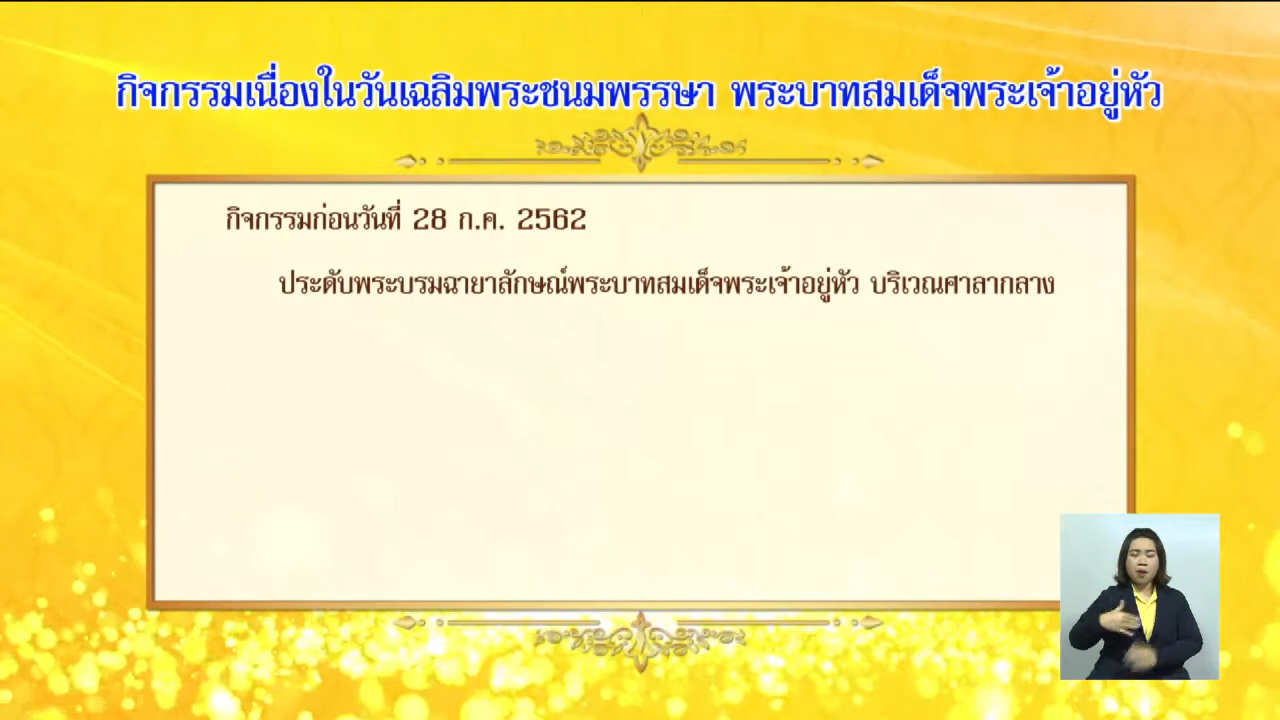 กิจกรรมเนื่องในวันเฉลิมพระชนมพรรษา พระบาทสมเด็จพระเจ้าอยู่หัว
กิจกรรมก่อนวันที่ 28 ก.ค. 2562
ประดับพระบรมฉายาลักษณ์พระบาทสมเด็จพระเจ้าอยู่หัว บริเวณศาลากลาง